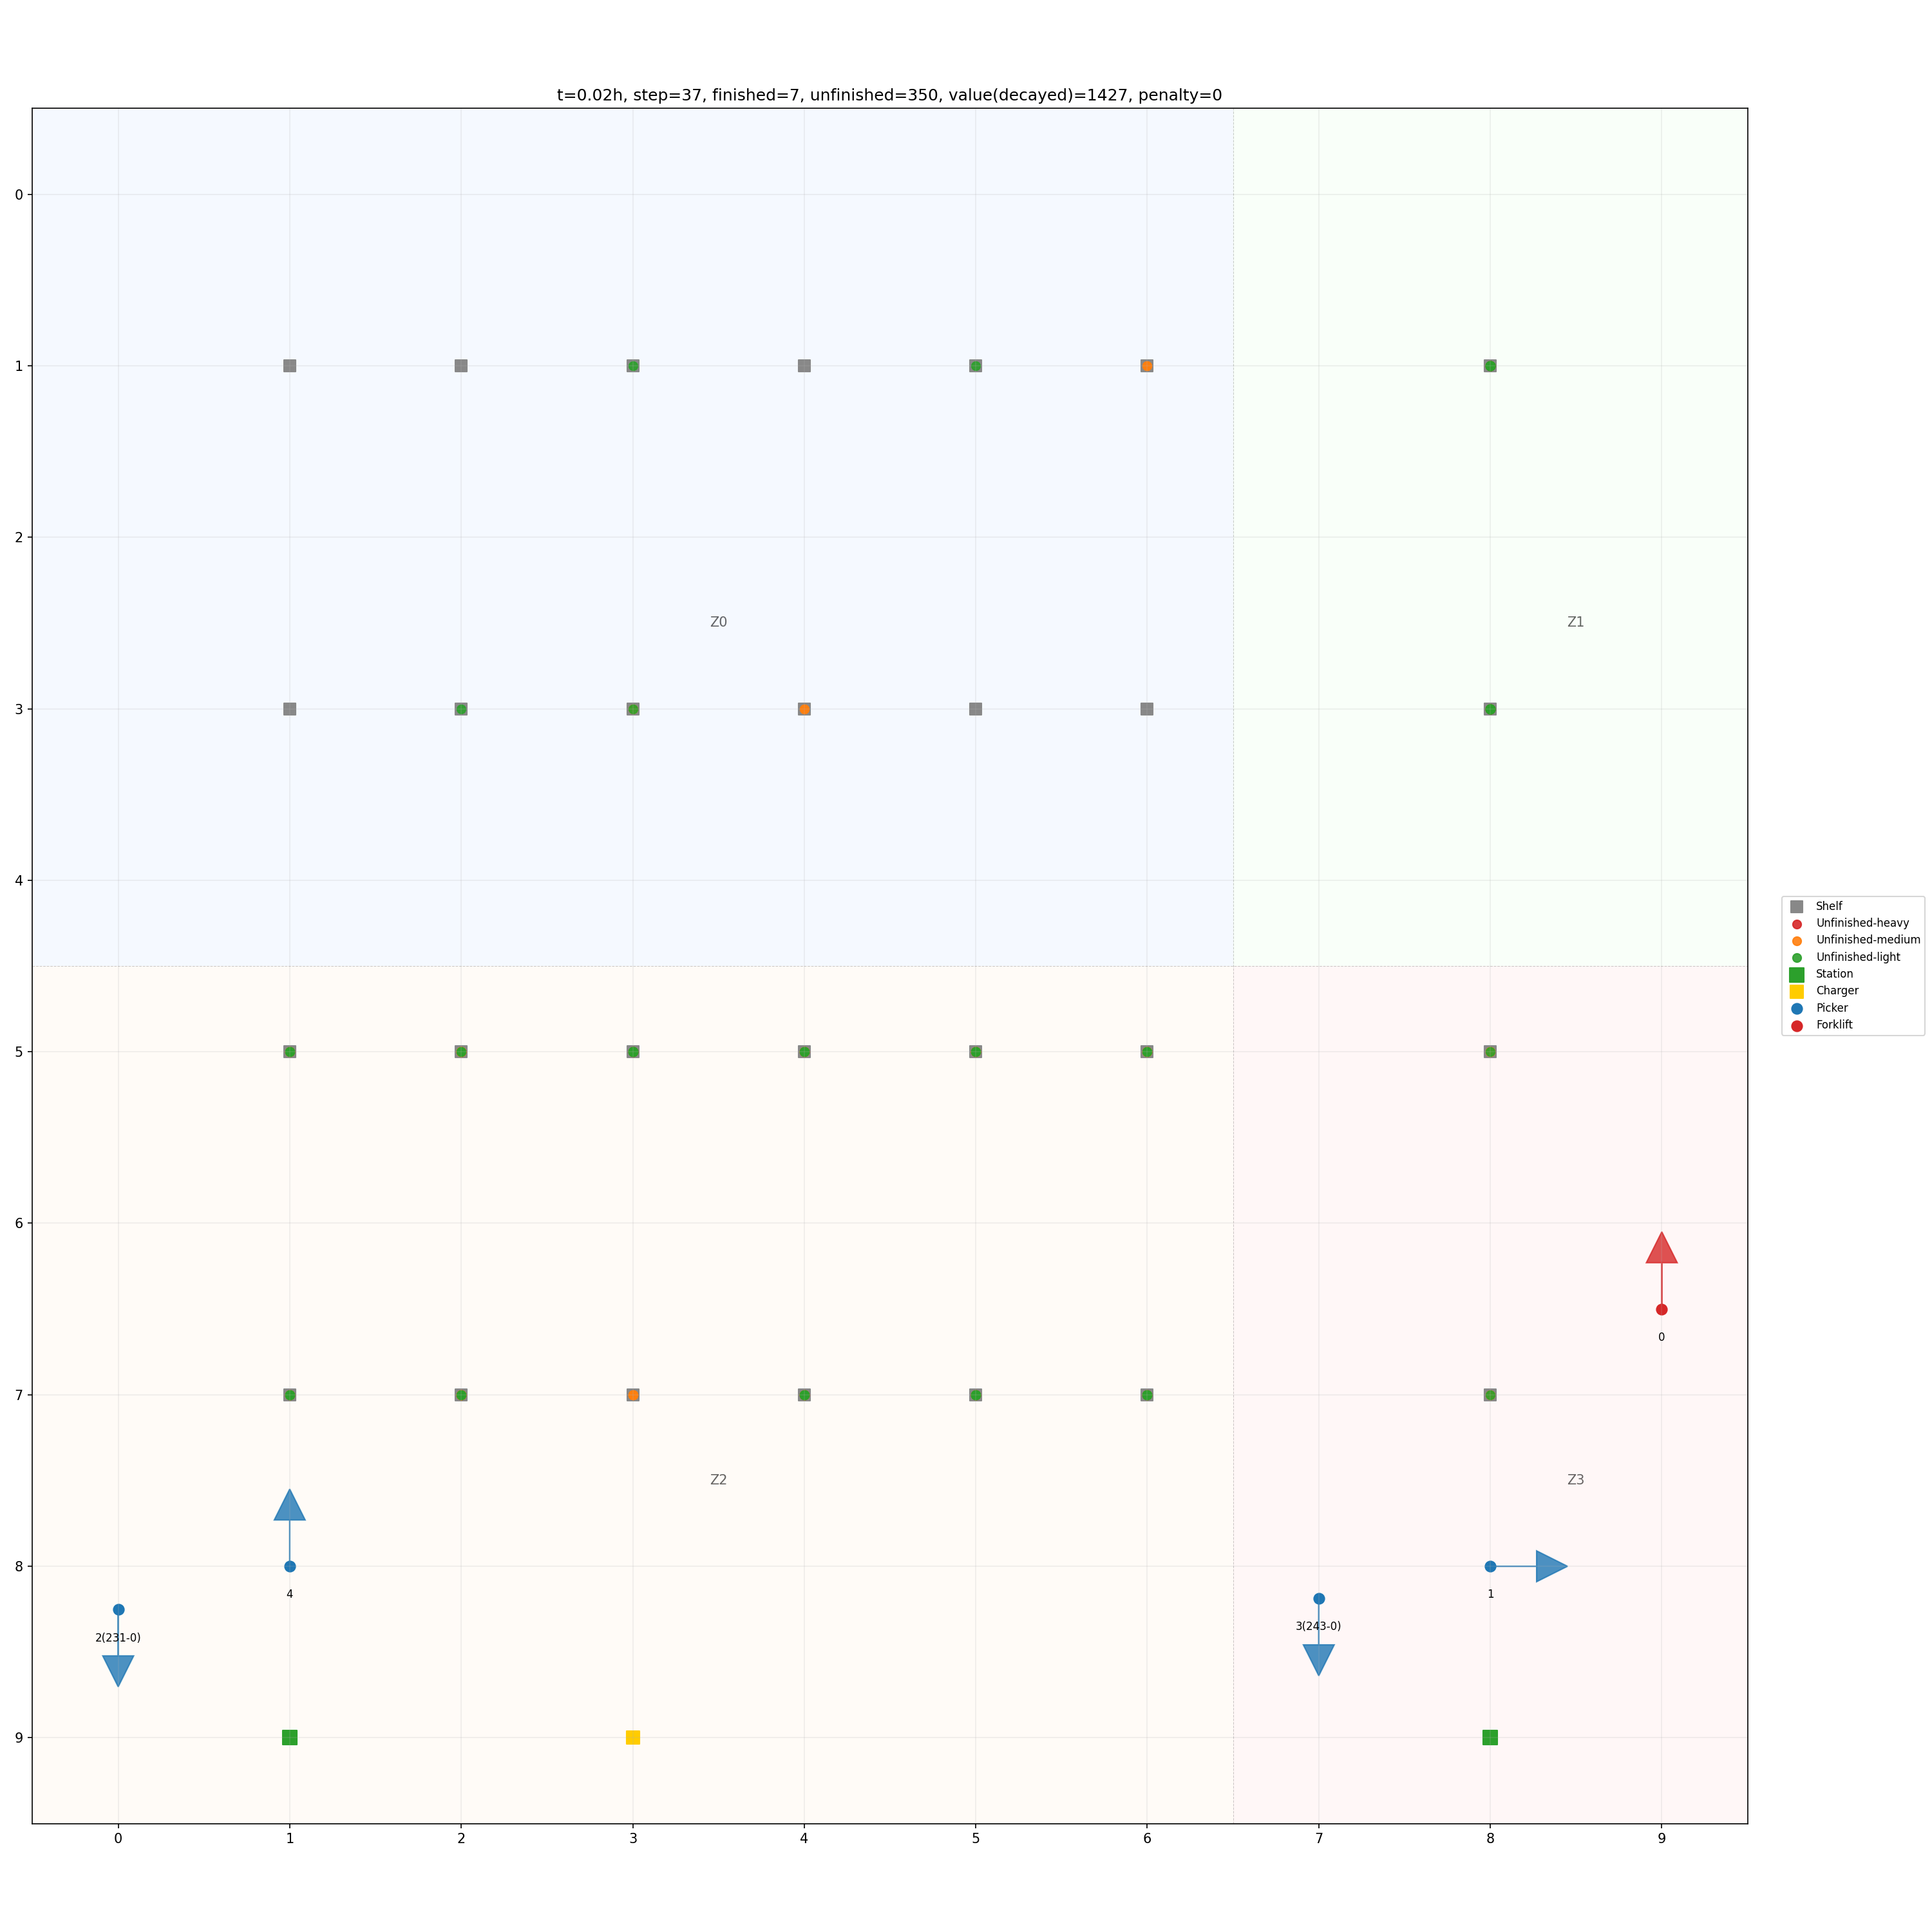 t=0.02h, step=37, finished=7, unfinished=350, value(decayed)=1427, penalty=0
0
1
2
Z0
Z1
3
4
Shelf
Unfinished-heavy
Unfinished-medium
Unfinished-light
Station
Charger
Picker
Forklift
5
6
0
7
Z2
Z3
8
4
1
2(231-0)
3(243-0)
9
0 1 2 3 4 5 6 7 8 9